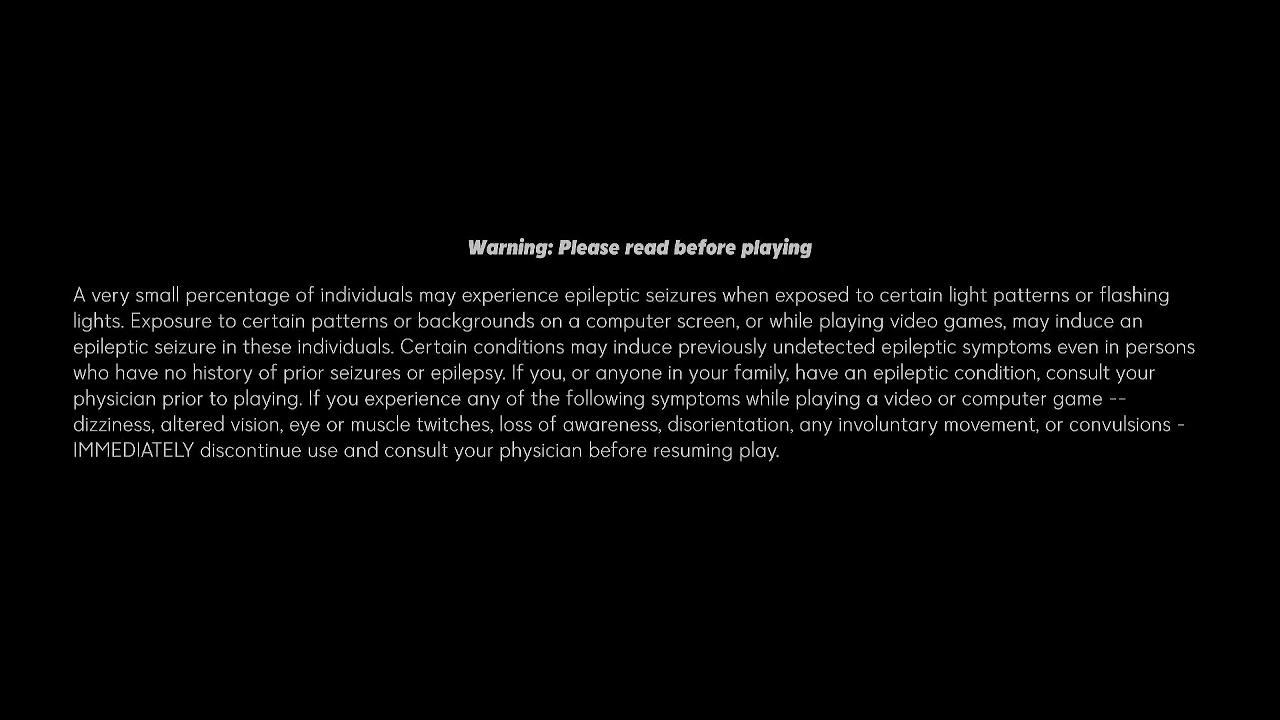 Warning: Please read before playing
A very small percentage of individuals may experience epileptic seizures when exposed to certain light patterns or flashing
lights. Exposure to certain patterns or backgrounds on a computer screen, or while playing video games, may induce an
epileptic seizure in these individuals. Certain conditions may induce previously undetected epileptic symptoms even in persons
who have no history of prior seizures or epilepsy. If you, or anyone in your family, have an epileptic condition, consult your
physician prior to playing. If you experience any of the following symptoms while playing a video or computer game --
dizziness, altered vision, eye or muscle twitches, loss of awareness, disorientation, any involuntary movement, or convulsions -
IMMEDIATELY discontinue use and consult your physician before resuming play.